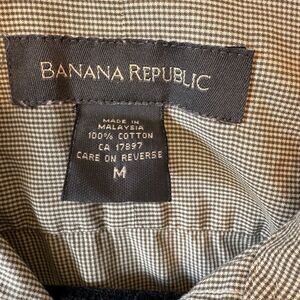 BANANA REPUBLIC
MADE IN
MALAYSIA
100% COTTON
CA 17897
CARE ON REVERSE
M